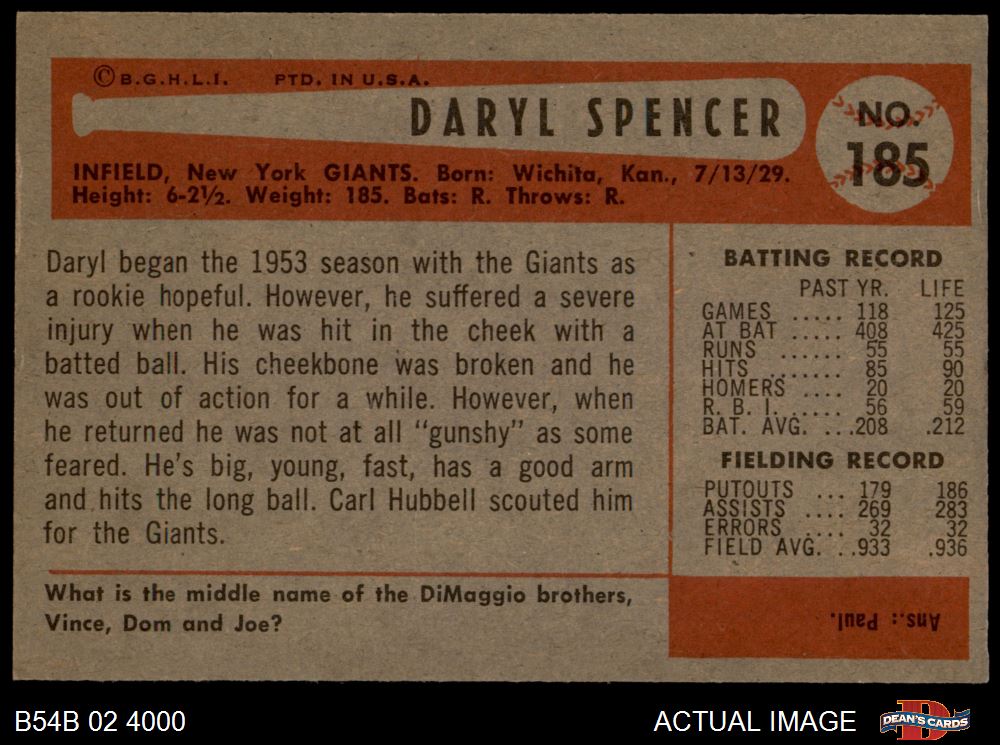 ©B.G.H.L.I. PTD. IN U.S.A.
DARYL SPENCER
NO.
185
INFIELD, New York GIANTS. Born: Wichita, Kan., 7/13/29.
Height: 6-2½. Weight: 185. Bats: R. Throws: R.
Daryl began the 1953 season with the Giants as
a rookie hopeful. However, he suffered a severe
injury when he was hit in the cheek with a
batted ball. His cheekbone was broken and he
was out of action for a while. However, when
he returned he was not at all "gunshy" as some
feared. He's big, young, fast, has a good arm
and hits the long ball. Carl Hubbell scouted him
for the Giants.
What is the middle name of the DiMaggio brothers,
Vince, Dom and Joe?
BATTING RECORD
PAST YR. LIFE
GAMES ..... 118 125
AT BAT ..... 408 425
RUNS ...... 55 55
HITS ....... 85 90
HOMERS .... 20 20
R. B. I. ..... 56 59
BAT. AVG. ...208 .212
FIELDING RECORD
PUTOUTS ... 179 186
ASSISTS .... 269 283
ERRORS .... 32 32
FIELD AVG. ..933 .936
Ans.: Paul.
B54B 02 4000
ACTUAL IMAGE
DEAN'S CARDS